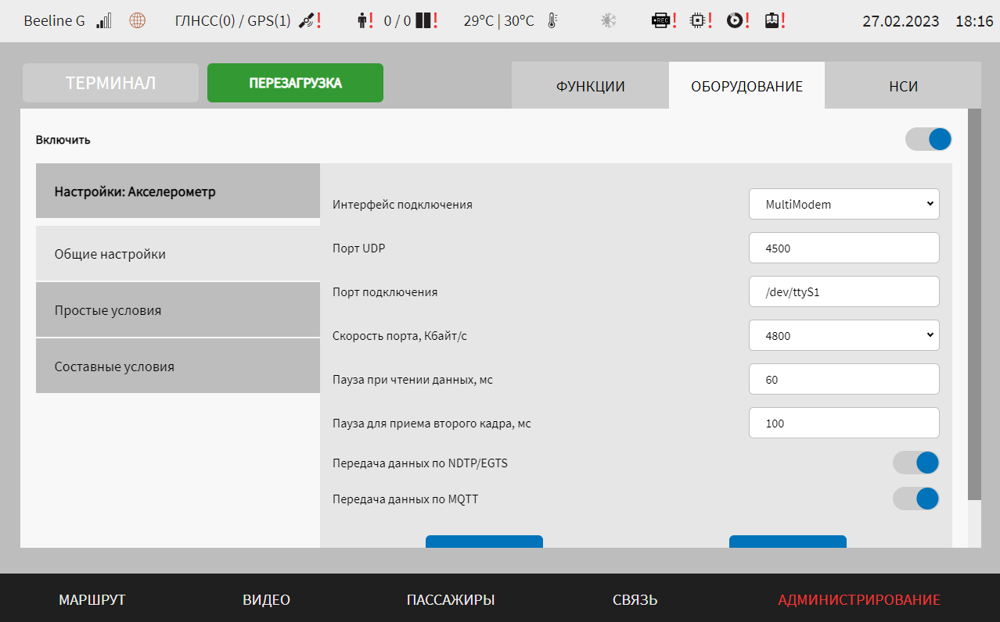 Beeline G ГЛНСС(0) / GPS(1) ! ! 0 / 0 ! 29°C | 30°C REC ! ! ! ! 27.02.2023 18:16
ТЕРМИНАЛ ПЕРЕЗАГРУЗКА ФУНКЦИИ ОБОРУДОВАНИЕ НСИ
Включить
Настройки: Акселерометр
Общие настройки
Простые условия
Составные условия
Интерфейс подключения MultiModem
Порт UDP 4500
Порт подключения /dev/ttyS1
Скорость порта, Кбайт/с 4800
Пауза при чтении данных, мс 60
Пауза для приема второго кадра, мс 100
Передача данных по NDTP/EGTS
Передача данных по MQTT
МАРШРУТ ВИДЕО ПАССАЖИРЫ СВЯЗЬ АДМИНИСТРИРОВАНИЕ